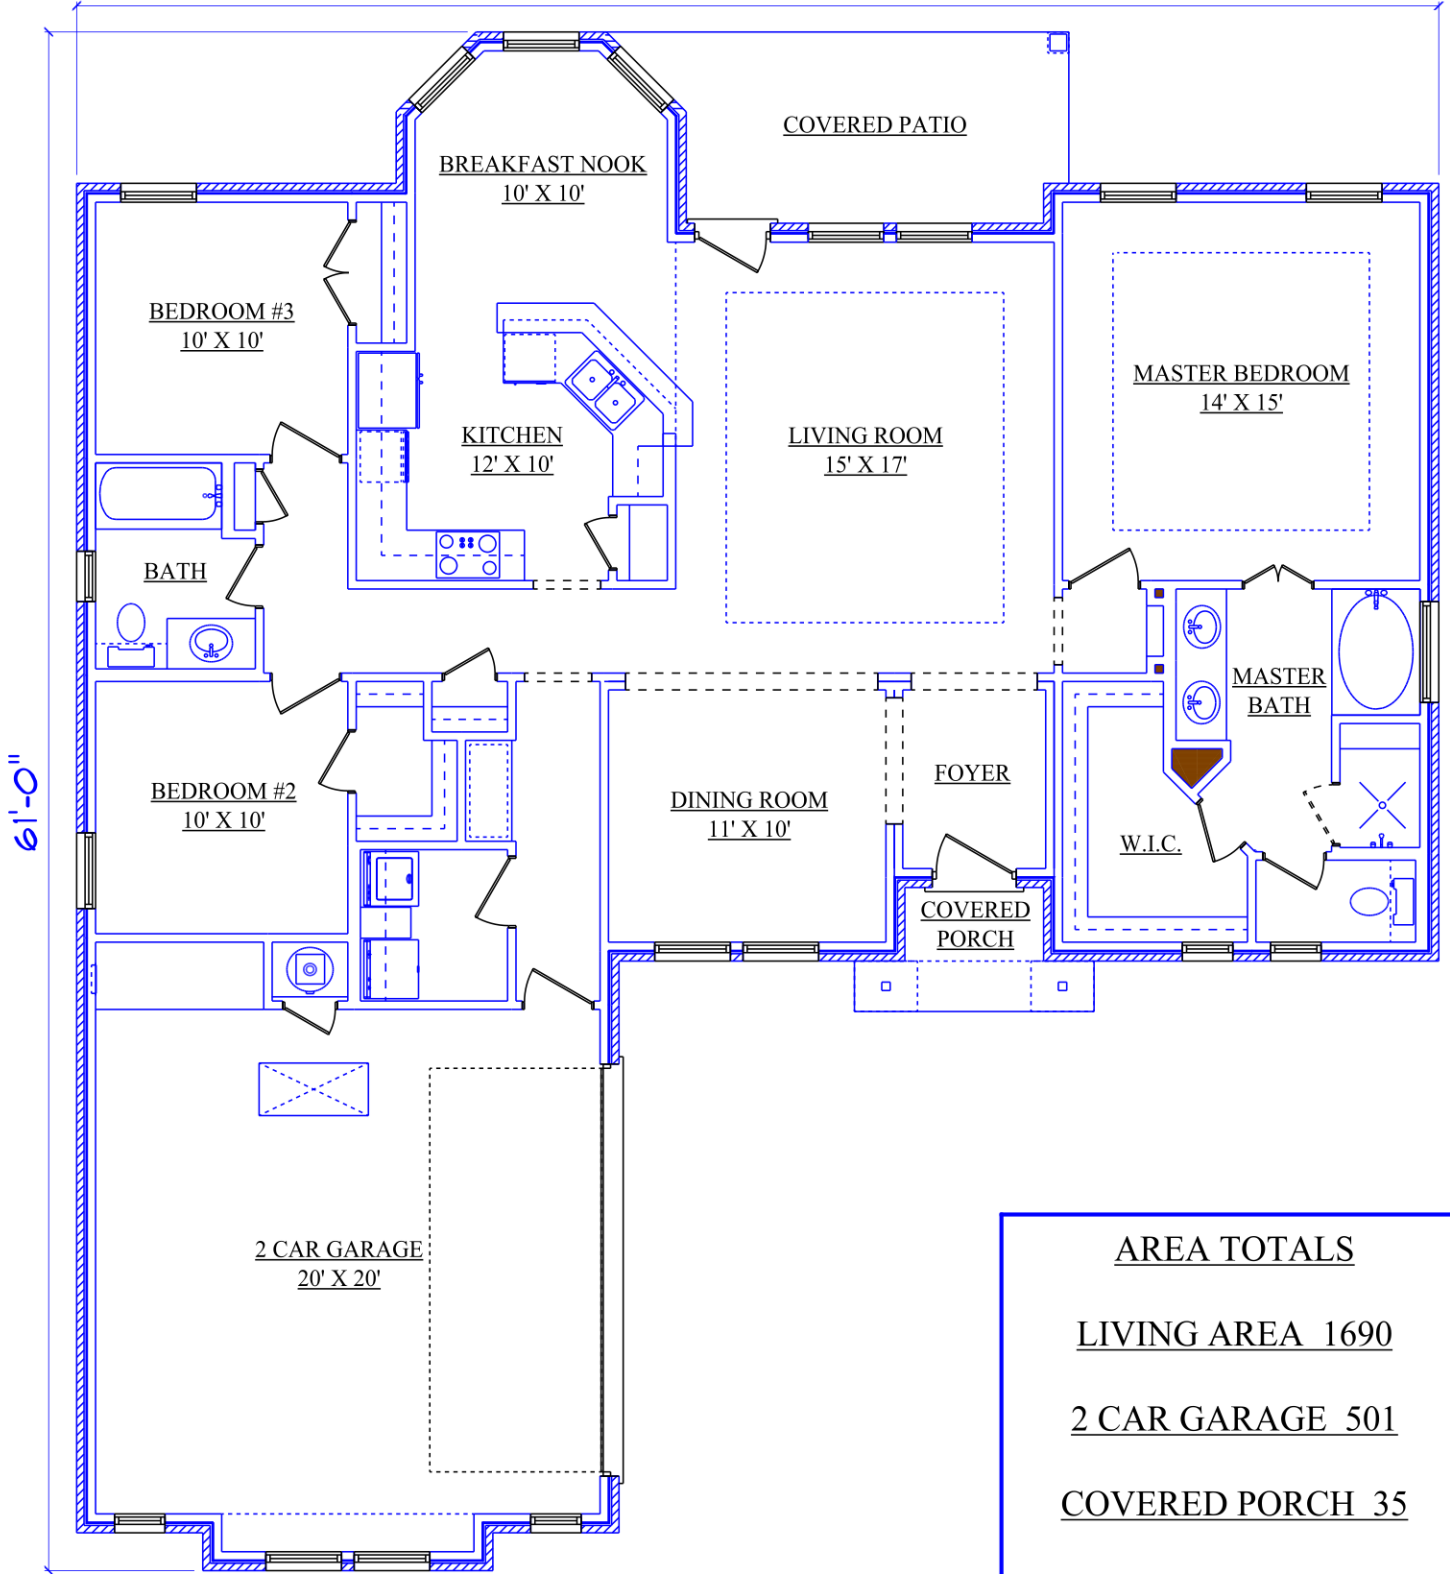 COVERED PATIO
BREAKFAST NOOK
10' X 10'
BEDROOM #3
10' X 10'
MASTER BEDROOM
14' X 15'
KITCHEN
12' X 10'
LIVING ROOM
15' X 17'
BATH
MASTER
BATH
61'-0"
BEDROOM #2
10' X 10'
DINING ROOM
11' X 10'
FOYER
W.I.C.
COVERED
PORCH
2 CAR GARAGE
20' X 20'
AREA TOTALS
LIVING AREA 1690
2 CAR GARAGE 501
COVERED PORCH 35